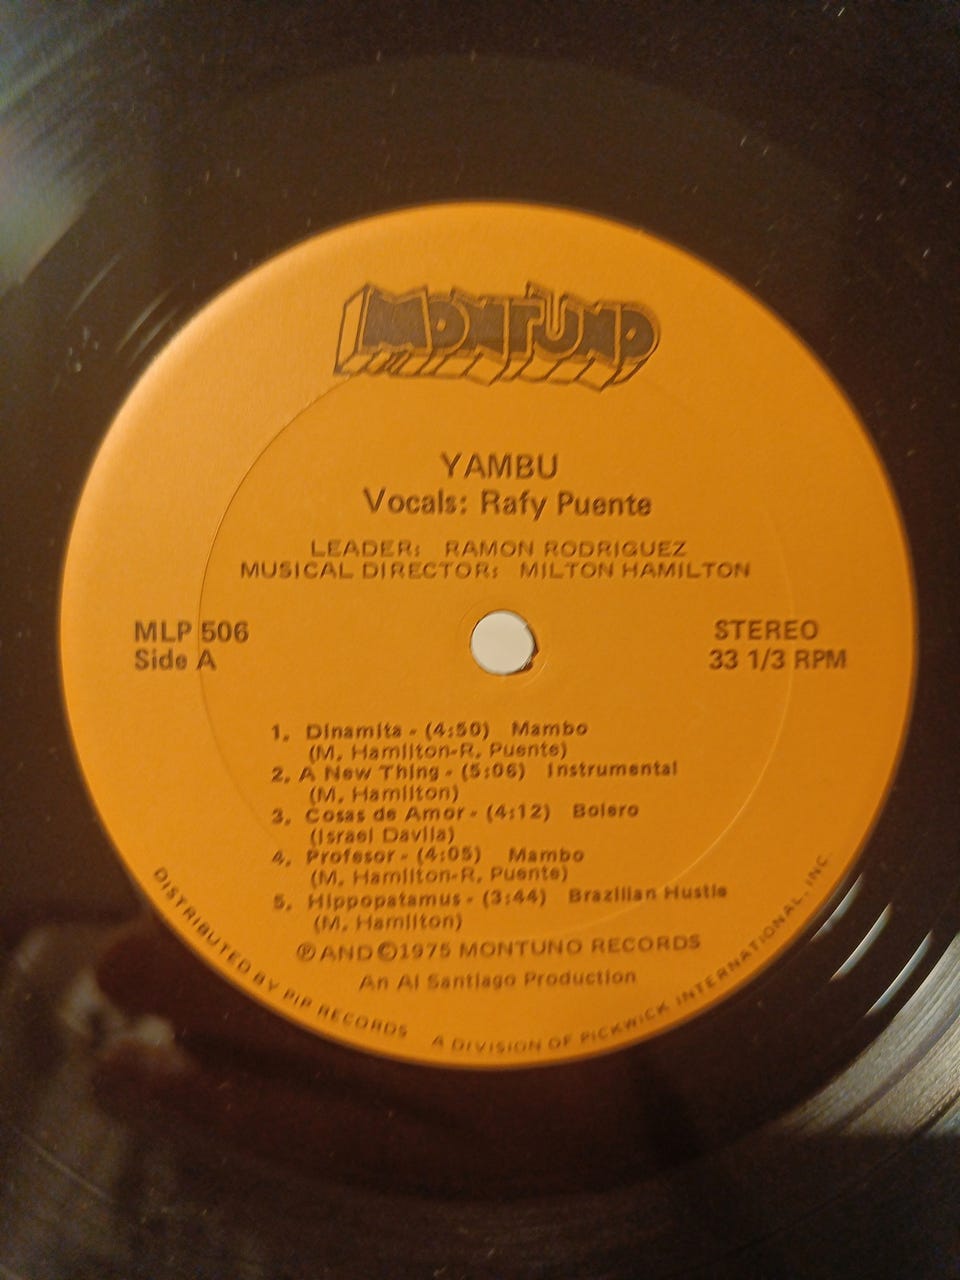 MONTUNO
YAMBU
Vocals: Rafy Puente
LEADER: RAMON RODRIGUEZ
MUSICAL DIRECTOR: MILTON HAMILTON
MLP 506
Side A
STEREO
33 1/3 RPM
1. Dinamita - (4:50) Mambo
(M. Hamilton-R. Puente)
2. A New Thing - (5:06) Instrumental
(M. Hamilton)
3. Cosas de Amor - (4:12) Bolero
(Israel Davila)
4. Profesor - (4:05) Mambo
(M. Hamilton-R. Puente)
5. Hippopatamus - (3:44) Brazilian Hustle
(M. Hamilton)
℗ AND © 1975 MONTUNO RECORDS
An Al Santiago Production
DISTRIBUTED BY PIP RECORDS A DIVISION OF PICKWICK INTERNATIONAL, INC.